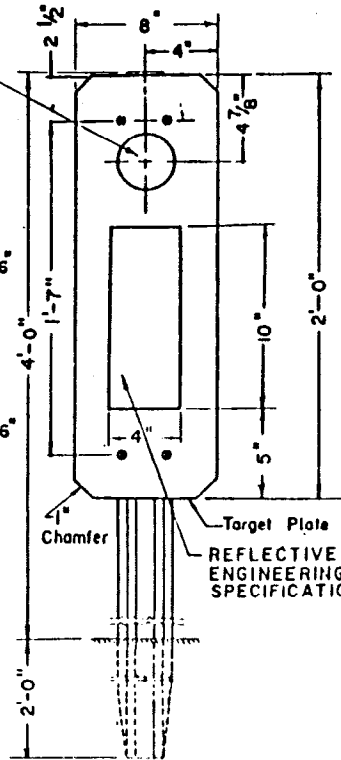 8"
4"
2 1/2"
4 7/8"
1'-7"
4'-0"
10"
2'-0"
4"
5"
1"
Chamfer
Target Plate
REFLECTIVE
ENGINEERING
SPECIFICATIO
2'-0"